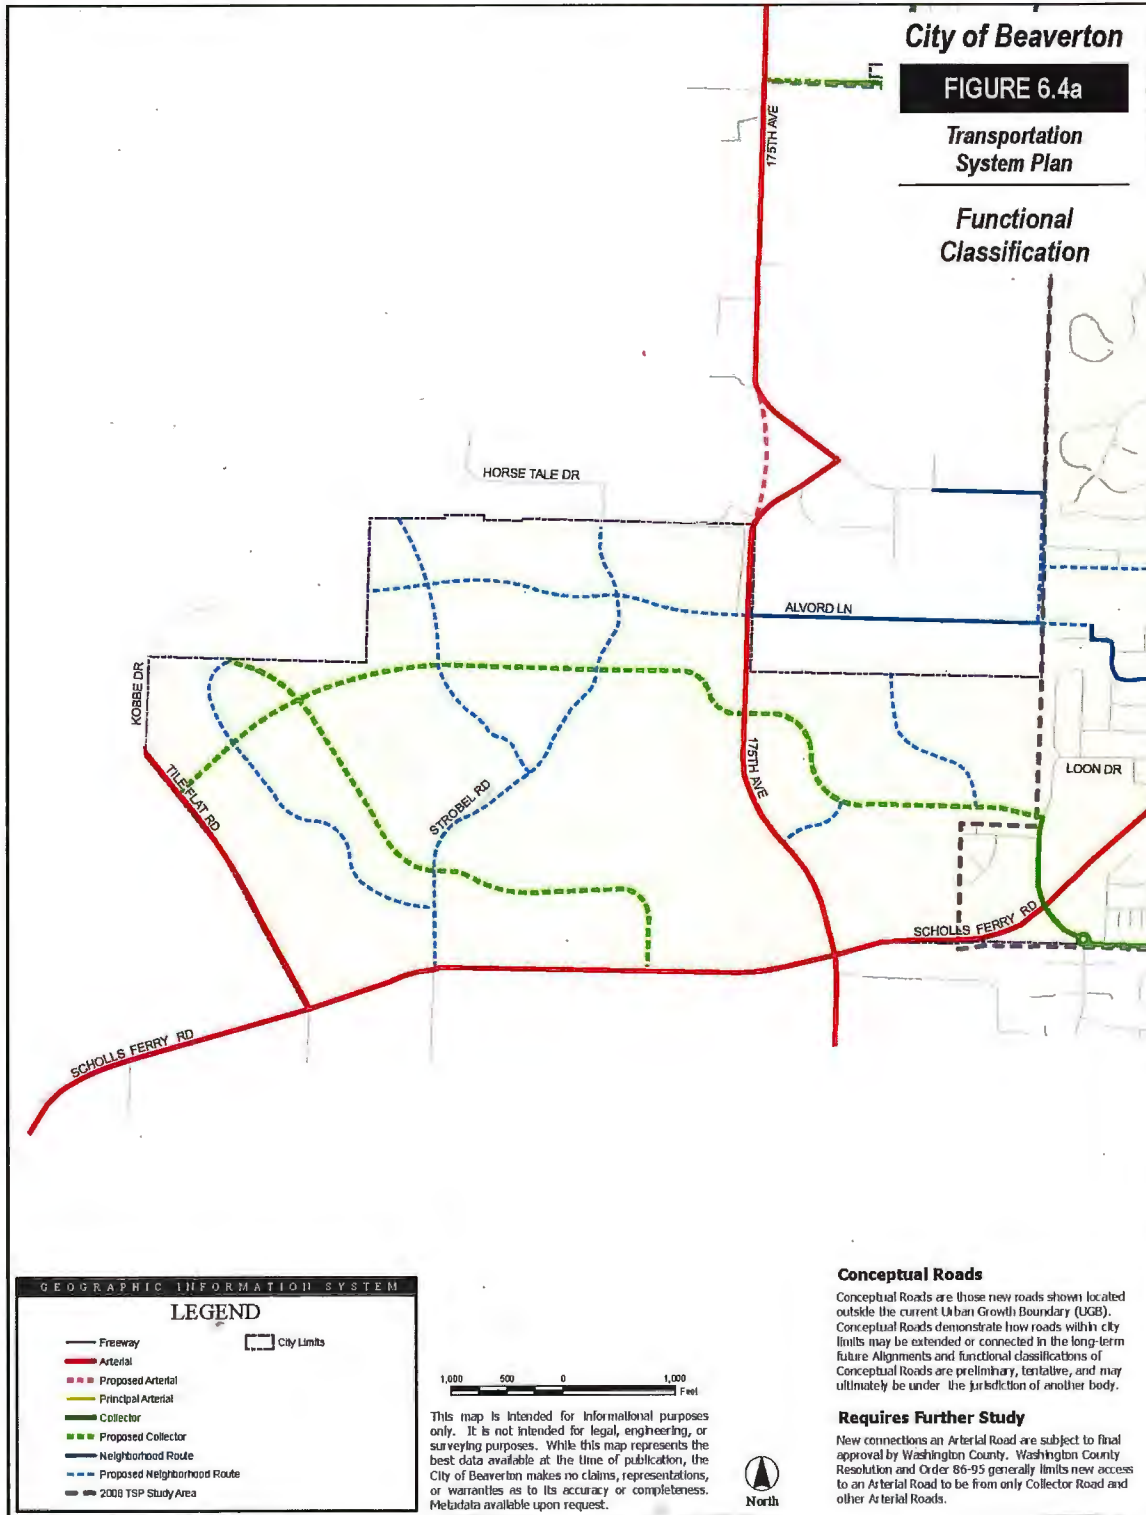 City of Beaverton
FIGURE 6.4a
Transportation
System Plan
Functional
Classification
175TH AVE
HORSE TALE DR
ALVORD LN
KOBBE DR
TILE FLAT RD
STROBEL RD
175TH AVE
LOON DR
SCHOLLS FERRY RD
SCHOLLS FERRY RD
GEOGRAPHIC INFORMATION SYSTEM
LEGEND
Freeway
City Limits
Arterial
Proposed Arterial
Principal Arterial
Collector
Proposed Collector
Neighborhood Route
Proposed Neighborhood Route
2008 TSP Study Area
1,000 500 0 1,000
Feet
This map is intended for informational purposes
only. It is not intended for legal, engineering, or
surveying purposes. While this map represents the
best data available at the time of publication, the
City of Beaverton makes no claims, representations,
or warranties as to its accuracy or completeness.
Metadata available upon request.
North
Conceptual Roads
Conceptual Roads are those new roads shown located
outside the current Urban Growth Boundary (UGB).
Conceptual Roads demonstrate how roads within city
limits may be extended or connected in the long-term
future Alignments and functional classifications of
Conceptual Roads are preliminary, tentative, and may
ultimately be under the jurisdiction of another body.
Requires Further Study
New connections an Arterial Road are subject to final
approval by Washington County. Washington County
Resolution and Order 86-95 generally limits new access
to an Arterial Road to be from only Collector Road and
other Arterial Roads.